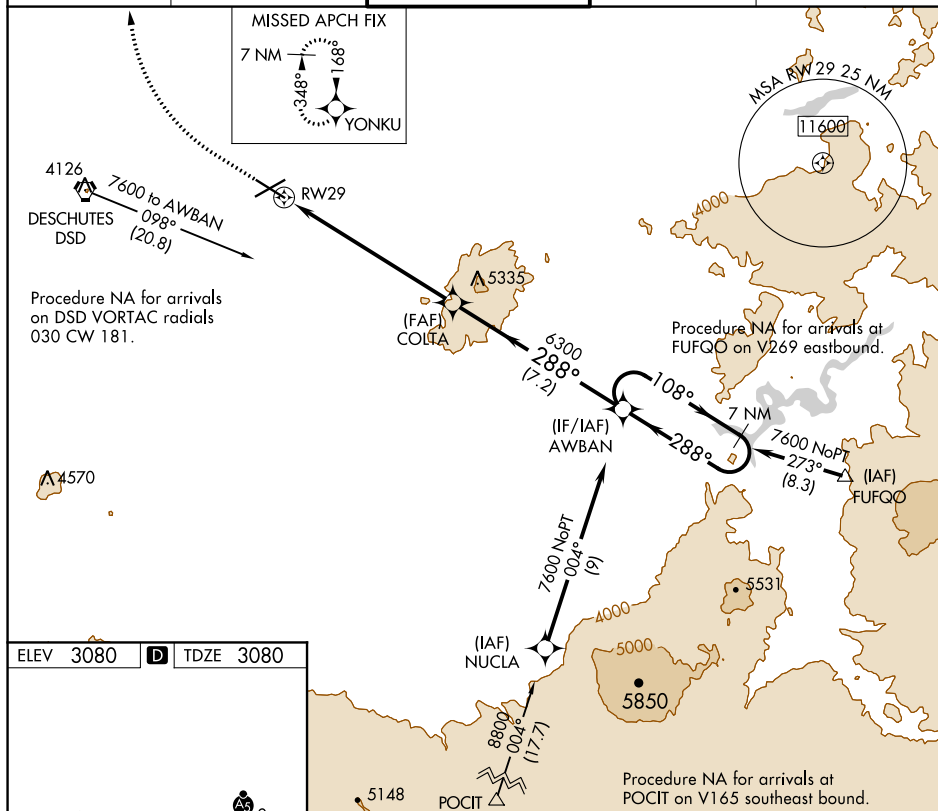 MISSED APCH FIX
7 NM
348°
168°
YONKU
MSA RW 29 25 NM
11600
4126
DESCHUTES
DSD
7600 to AWBAN
098°
(20.8)
RW29
4000
5335
Procedure NA for arrivals
on DSD VORTAC radials
030 CW 181.
(FAF)
COLTA
6300
288°
(7.2)
Procedure NA for arrivals at
FUFQO on V269 eastbound.
108°
7 NM
(IF/IAF)
AWBAN
288°
7600 NoPT
273°
(8.3)
(IAF)
FUFQO
4570
7600 NoPT
004°
(9)
5531
4000
(IAF)
NUCLA
5000
5850
ELEV 3080
D
TDZE 3080
8800
004°
(17.7)
Procedure NA for arrivals at
POCIT on V165 southeast bound.
5148
POCIT
A5